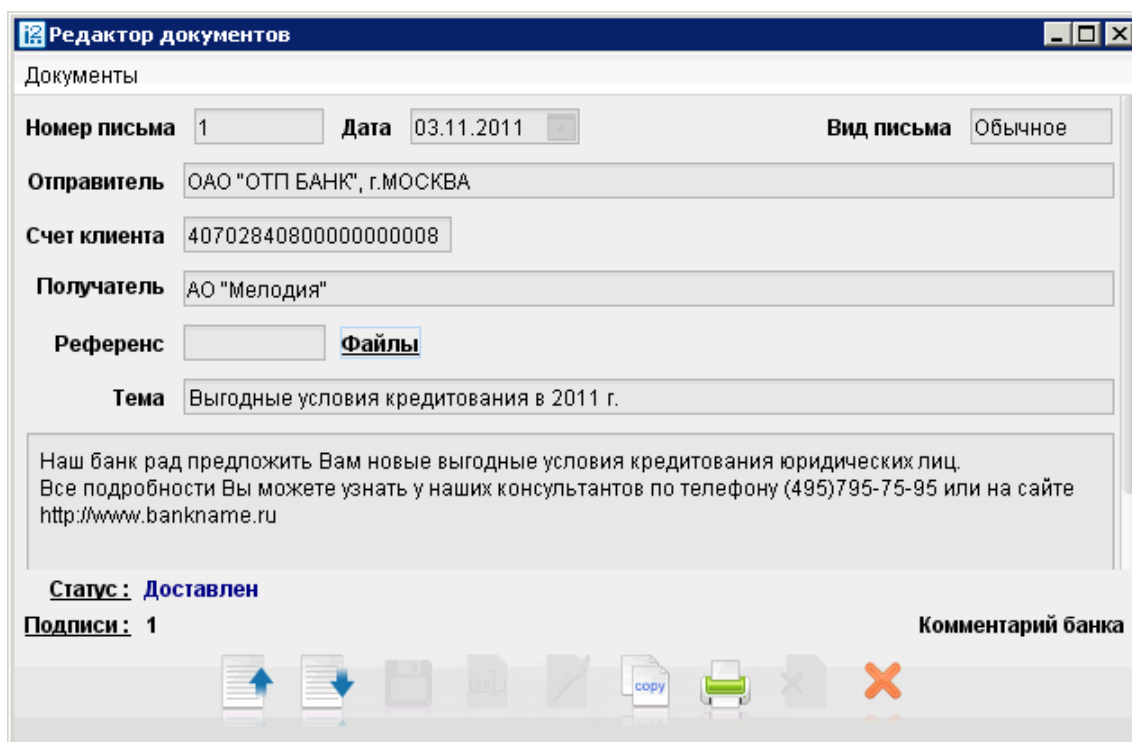 Редактор документов
Документы
Номер письма 1 Дата 03.11.2011 Вид письма Обычное
Отправитель ОАО "ОТП БАНК", г.МОСКВА
Счет клиента 40702840800000000008
Получатель АО "Мелодия"
Референс Файлы
Тема Выгодные условия кредитования в 2011 г.
Наш банк рад предложить Вам новые выгодные условия кредитования юридических лиц.
Все подробности Вы можете узнать у наших консультантов по телефону (495)795-75-95 или на сайте
http://www.bankname.ru
Статус : Доставлен
Подписи : 1 Комментарий банка
copy